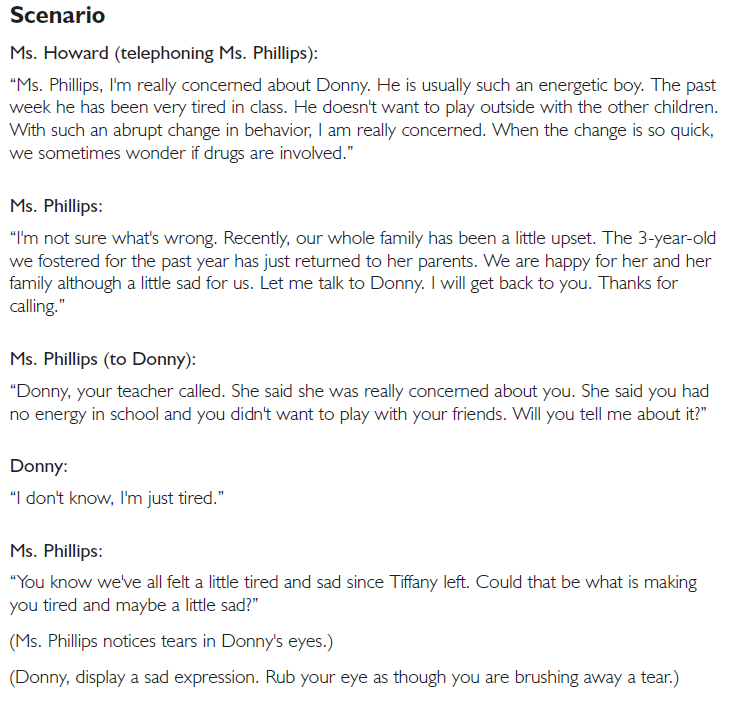 Scenario
Ms. Howard (telephoning Ms. Phillips):
“Ms. Phillips, I'm really concerned about Donny. He is usually such an energetic boy. The past
week he has been very tired in class. He doesn't want to play outside with the other children.
With such an abrupt change in behavior, I am really concerned. When the change is so quick,
we sometimes wonder if drugs are involved.”
Ms. Phillips:
“I'm not sure what's wrong. Recently, our whole family has been a little upset. The 3-year-old
we fostered for the past year has just returned to her parents. We are happy for her and her
family although a little sad for us. Let me talk to Donny. I will get back to you. Thanks for
calling.”
Ms. Phillips (to Donny):
“Donny, your teacher called. She said she was really concerned about you. She said you had
no energy in school and you didn't want to play with your friends. Will you tell me about it?”
Donny:
“I don't know, I'm just tired.”
Ms. Phillips:
“You know we've all felt a little tired and sad since Tiffany left. Could that be what is making
you tired and maybe a little sad?”
(Ms. Phillips notices tears in Donny's eyes.)
(Donny, display a sad expression. Rub your eye as though you are brushing away a tear.)